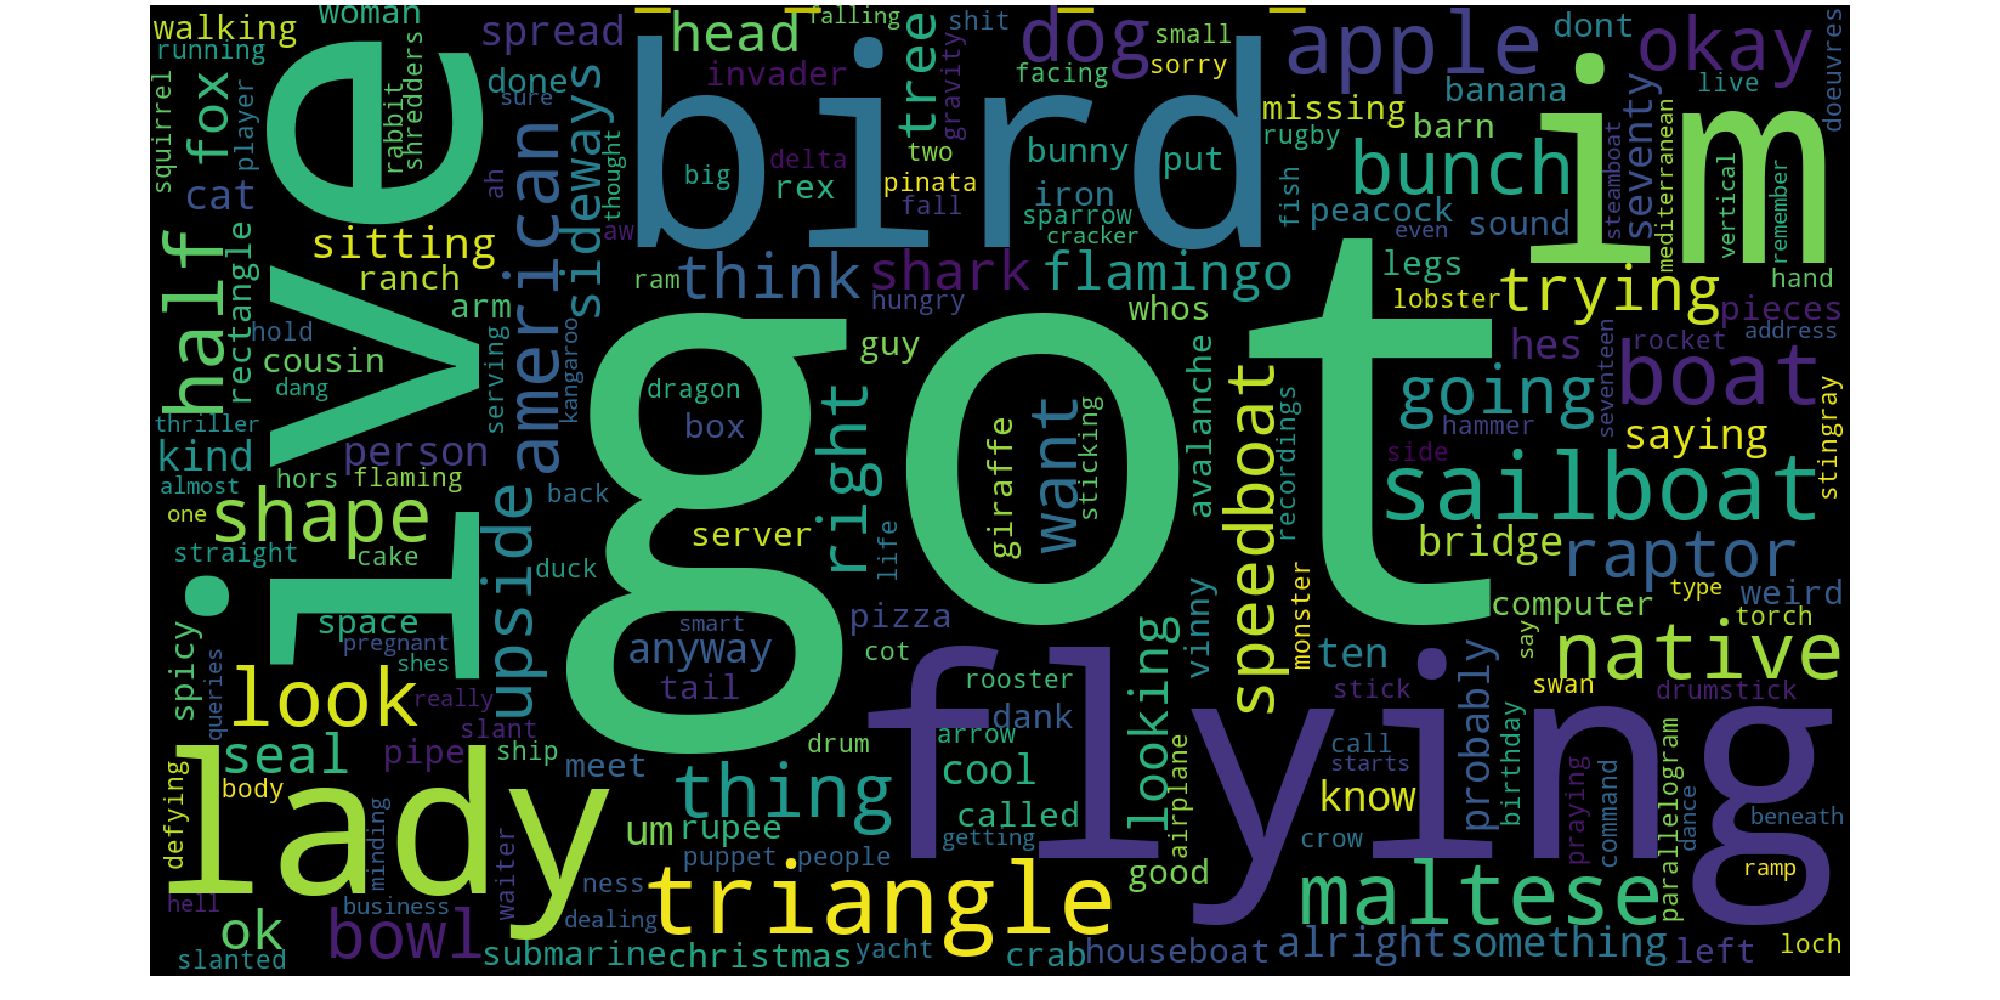 walking
woman
spread
head
falling
shit
dog
small
apple
dont
okay
running
done
invader
facing
sorry
banana
live
doeuvres
squirrel
fox
player
rabbit
shredders
sure
sideways
tree
gravity
missing
barn
seventy
cat
ive
american
ah
thought
bird
big
delta
rex
two
pinata
fall
bunny
iron
put
rugby
bunch
im
half
rectangle
sitting
ranch
arm
aw
sparrow
cracker
fish
peacock
even
sound
steamboat
mediterranean
vertical
remember
ram
think
shark
hungry
flamingo
whos
legs
lobster
trying
hand
pieces
hold
cousin
dang
serving
kangaroo
got
guy
hes
rocket
address
dragon
box
right
giraffe
want
sticking
avalanche
speedboat
recordings
going
hammer
seventeen
boat
thriller
kind
person
hors
flaming
side
saying
stingray
almost
one
shape
upside
back
server
sailboat
straight
cake
duck
life
bridge
raptor
space
pregnant
shes
smart
anyway
tail
pizza
cot
vinny
monster
computer
type
weird
torch
spicy
queries
look
really
slant
rooster
dank
looking
ten
say
native
stick
swan
drumstick
seal
pipe
ship
meet
drum
arrow
flying
call
starts
probably
birthday
defying
body
lady
minding
thing
cool
airplane
know
praying
command
parallelogram
dance
beneath
um
rupee
called
getting
crow
puppet
people
good
ramp
hell
business
waiter
ness
dealing
triangle
maltese
ok
bowl
slanted
submarine
christmas
yacht
crab
houseboat
alright
something
left
loch